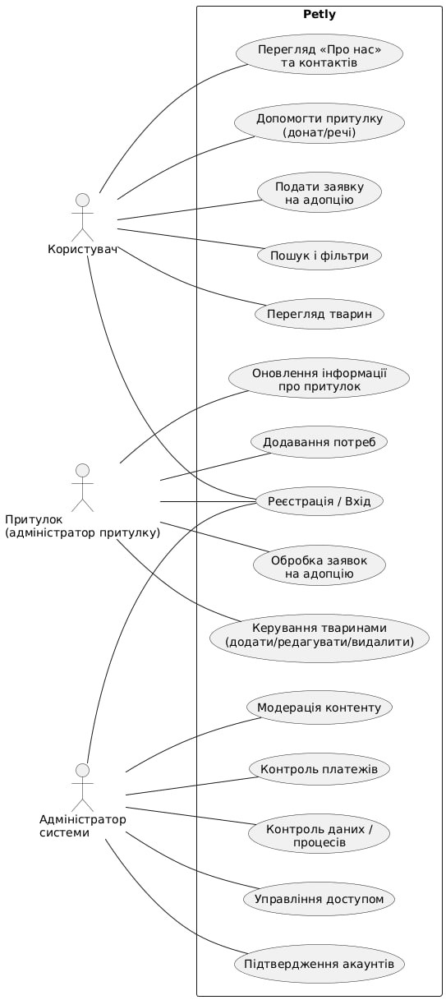 Petly
Перегляд «Про нас»
та контактів
Допомогти притулку
(донат/речі)
Подати заявку
на адопцію
Користувач
Пошук і фільтри
Перегляд тварин
Оновлення інформації
про притулок
Додавання потреб
Реєстрація / Вхід
Притулок
(адміністратор притулку)
Обробка заявок
на адопцію
Керування тваринами
(додати/редагувати/видалити)
Модерація контенту
Контроль платежів
Адміністратор
системи
Контроль даних /
процесів
Управління доступом
Підтвердження акаунтів